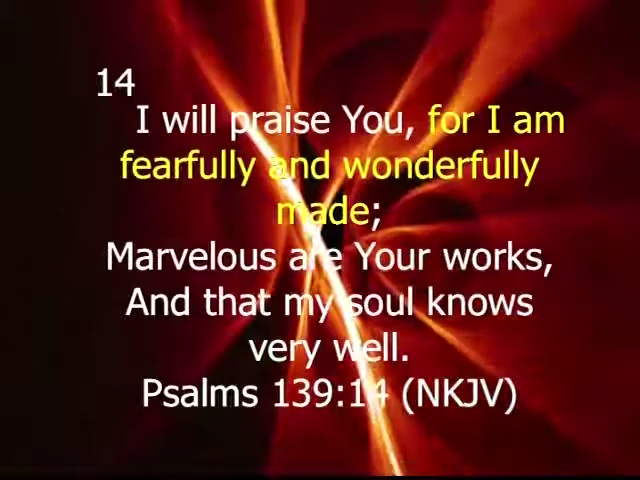 14
I will praise You, for I am
fearfully and wonderfully
made;
Marvelous are Your works,
And that my soul knows
very well.
Psalms 139:14 (NKJV)